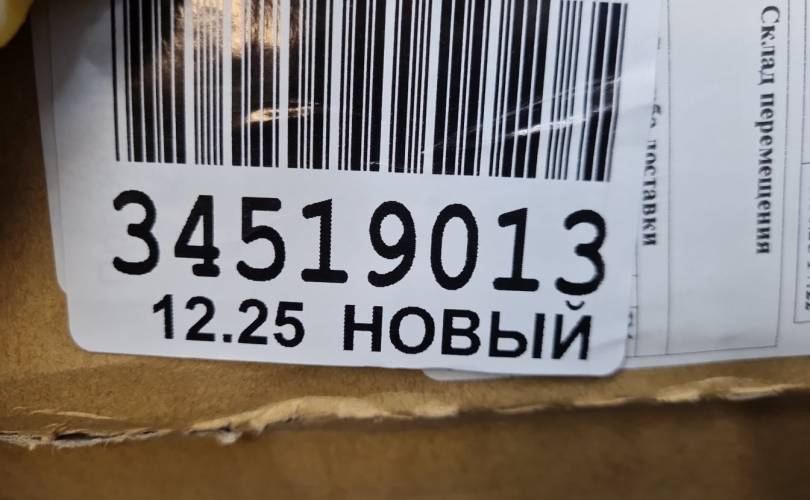 34519013
12.25 НОВЫЙ
Склад перемещения
доставки